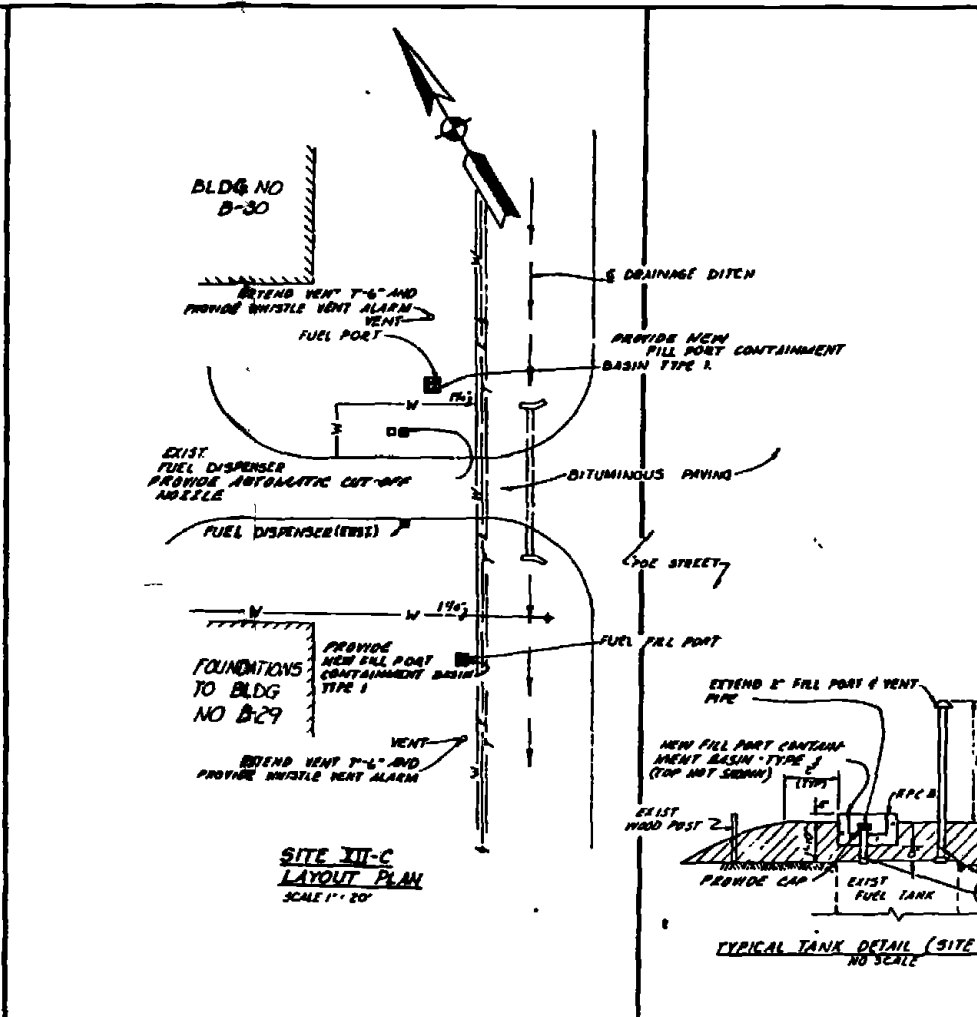 BLDG NO
B-30
EXTEND VENT 7'-6" AND
PROVIDE WHISTLE VENT ALARM
VENT
FUEL PORT
W
₵ DRAINAGE DITCH
PROVIDE NEW
FILL PORT CONTAINMENT
BASIN TYPE 1
W
W
EXIST.
FUEL DISPENSER
PROVIDE AUTOMATIC CUT-OFF
NOZZLE
BITUMINOUS PAVING
W
FUEL DISPENSER (EXIST)
POE STREET
W
W
FUEL FILL PORT
FOUNDATIONS
TO BLDG
NO B-29
PROVIDE
NEW FILL PORT
CONTAINMENT BASIN
TYPE 1
VENT
EXTEND VENT 7'-6" AND
PROVIDE WHISTLE VENT ALARM
W
SITE XII-C
LAYOUT PLAN
SCALE 1" = 20'
EXTEND 2" FILL PORT & VENT
PIPE
NEW FILL PORT CONTAIN-
MENT BASIN-TYPE 1
(TOP NOT SHOWN)
(TYP)
EXIST
WOOD POST
PROVIDE CAP
EXIST
FUEL TANK
TYPICAL TANK DETAIL (SITE
NO SCALE